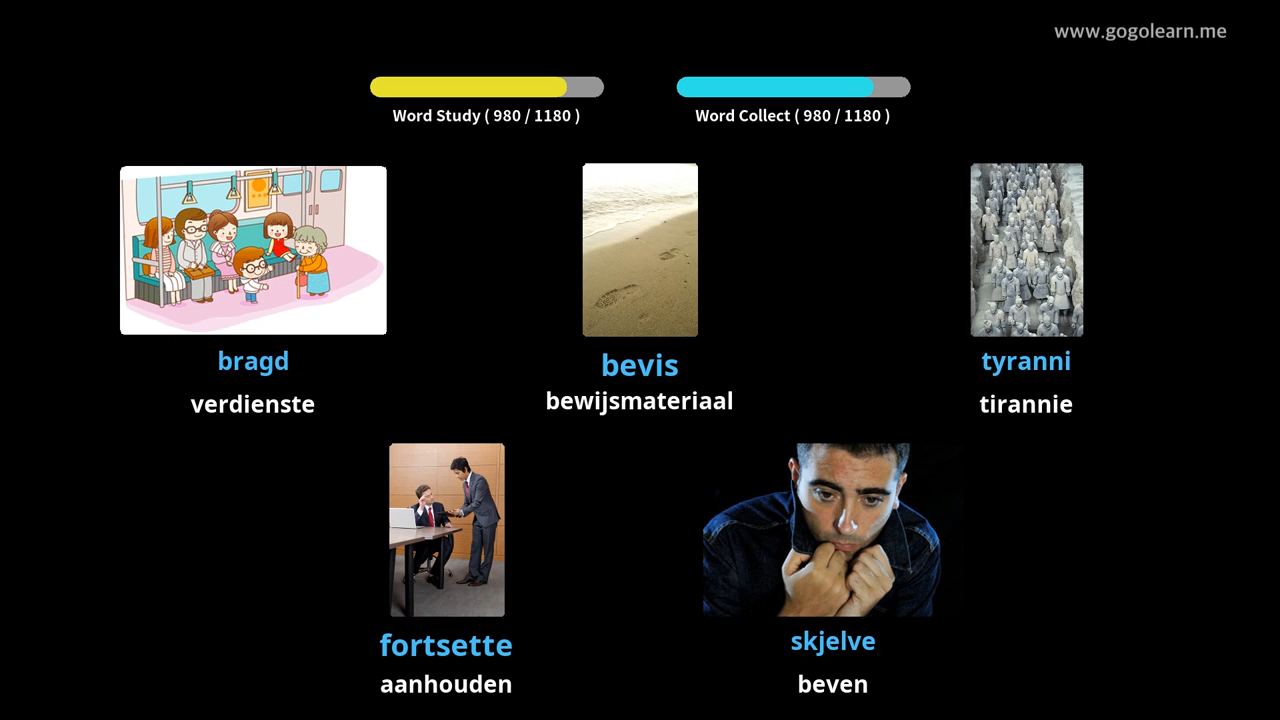 www.gogolearn.me
Word Study ( 980 / 1180 )
Word Collect ( 980 / 1180 )
bragd
verdienste
bevis
bewijsmateriaal
tyranni
tirannie
fortsette
aanhouden
skjelve
beven